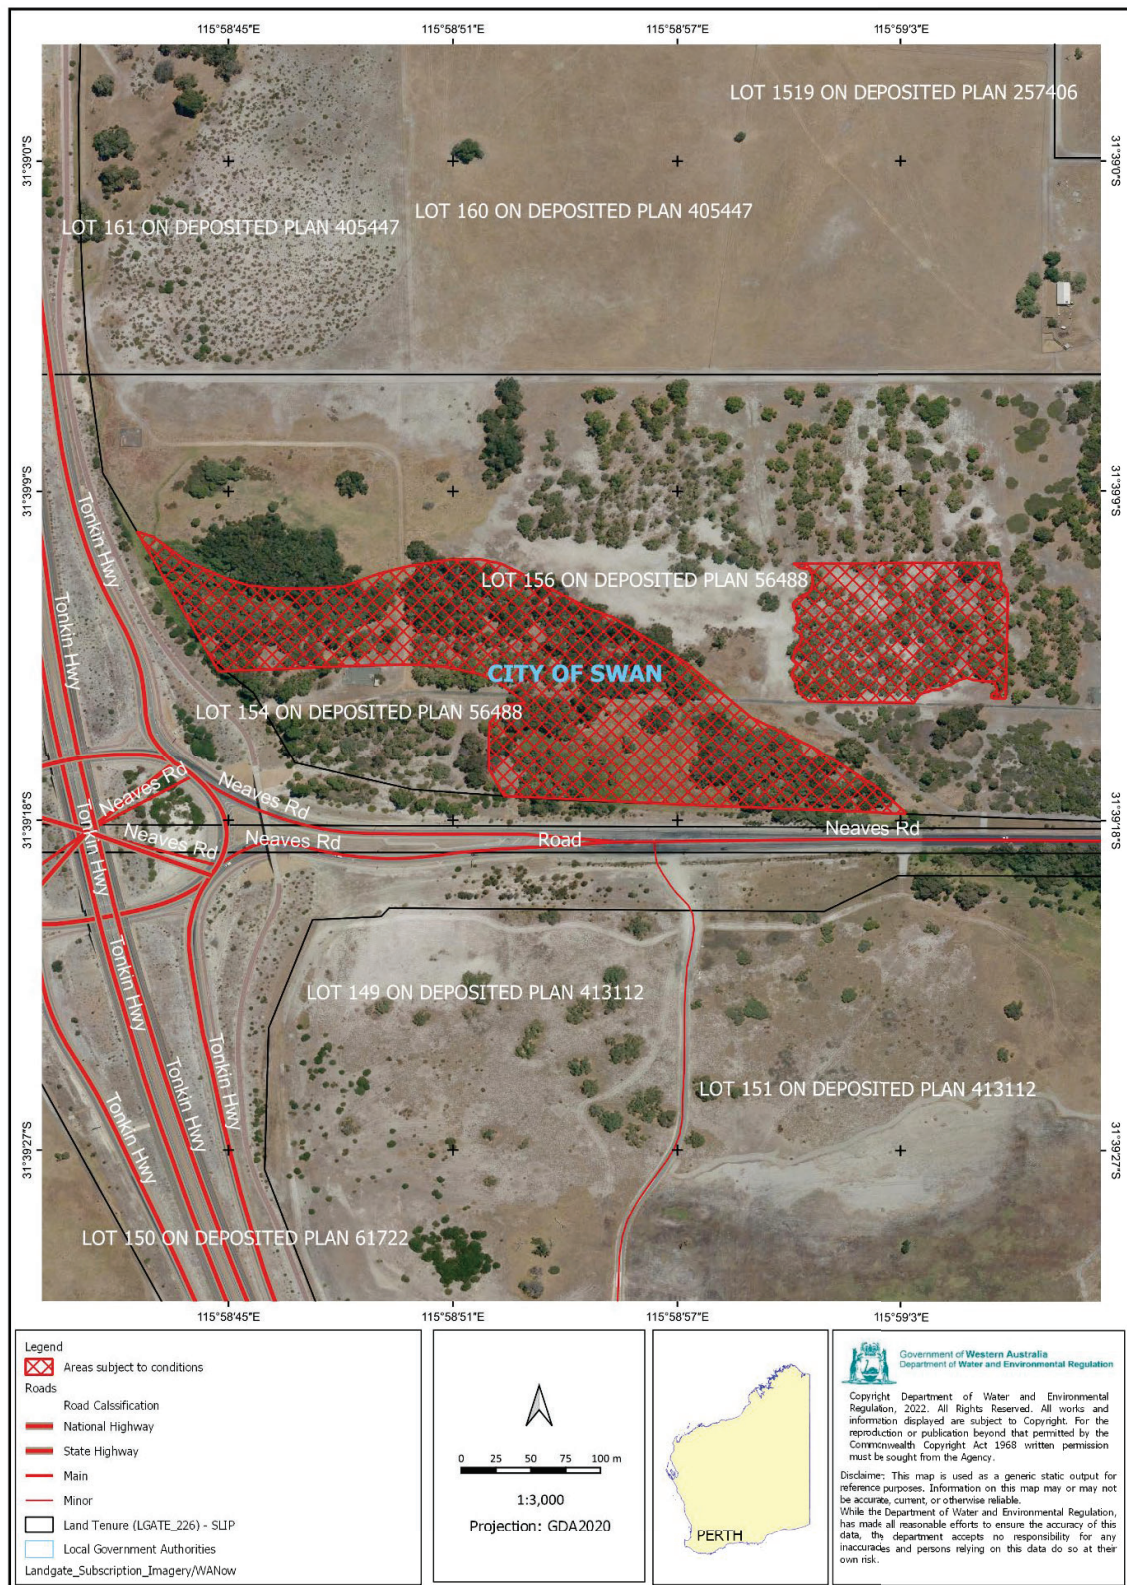 115°58'45"E 115°58'51"E 115°58'57"E 115°59'3"E
LOT 1519 ON DEPOSITED PLAN 257406
31°39'0"S 31°39'0"S
LOT 160 ON DEPOSITED PLAN 405447
LOT 161 ON DEPOSITED PLAN 405447
31°39'9"S 31°39'9"S
Tonkin Hwy
LOT 156 ON DEPOSITED PLAN 56488
Tonkin Hwy
CITY OF SWAN
LOT 154 ON DEPOSITED PLAN 56488
Neaves Rd
Neaves Rd
31°39'18"S 31°39'18"S
Neaves Rd
Neaves Rd
Neaves Rd
Road
Tonkin Hwy
Tonkin Hwy
LOT 149 ON DEPOSITED PLAN 413112
Tonkin Hwy
Tonkin Hwy
LOT 151 ON DEPOSITED PLAN 413112
Tonkin Hwy
31°39'27"S 31°39'27"S
LOT 150 ON DEPOSITED PLAN 61722
115°58'45"E 115°58'51"E 115°58'57"E 115°59'3"E
Legend
Areas subject to conditions
Roads
Road Calssification
National Highway
State Highway
Main
Minor
Land Tenure (LGATE_226) - SLIP
Local Government Authorities
Landgate_Subscription_Imagery/WANow
0 25 50 75 100 m
1:3,000
Projection: GDA2020
PERTH
Government of Western Australia
Department of Water and Environmental Regulation
Copyright Department of Water and Environmental
Regulation, 2022. All Rights Reserved. All works and
information displayed are subject to Copyright. For the
reproduction or publication beyond that permitted by the
Commonwealth Copyright Act 1968 written permission
must be sought from the Agency.
Disclaimer: This map is used as a generic static output for
reference purposes. Information on this map may or may not
be accurate, current, or otherwise reliable.
While the Department of Water and Environmental Regulation,
has made all reasonable efforts to ensure the accuracy of this
data, the department accepts no responsibility for any
inaccuracies and persons relying on this data do so at their
own risk.